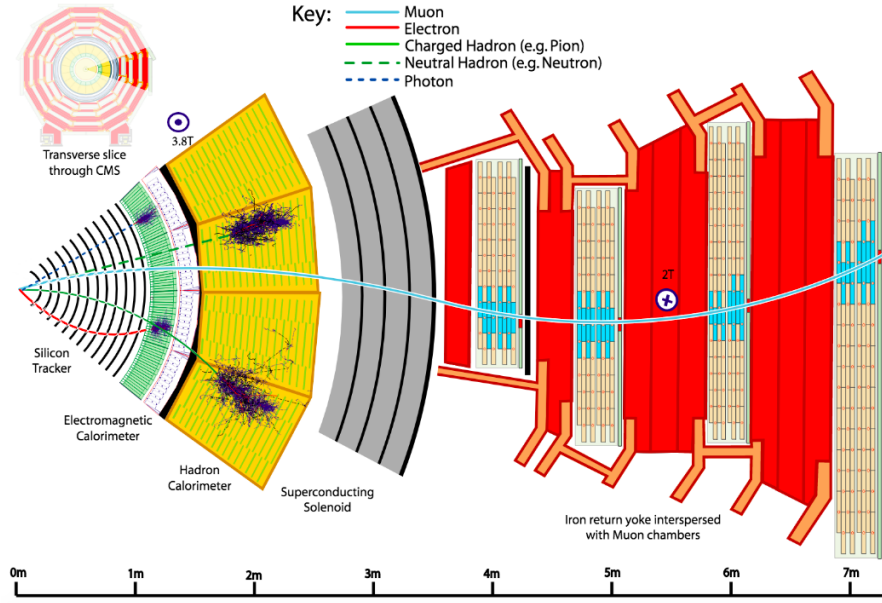 Key:
Muon
Electron
Charged Hadron (e.g. Pion)
Neutral Hadron (e.g. Neutron)
Photon
Transverse slice
through CMS
3.8T
2T
Silicon
Tracker
Electromagnetic
Calorimeter
Hadron
Calorimeter
Superconducting
Solenoid
Iron return yoke interspersed
with Muon chambers
0m
1m
2m
3m
4m
5m
6m
7m